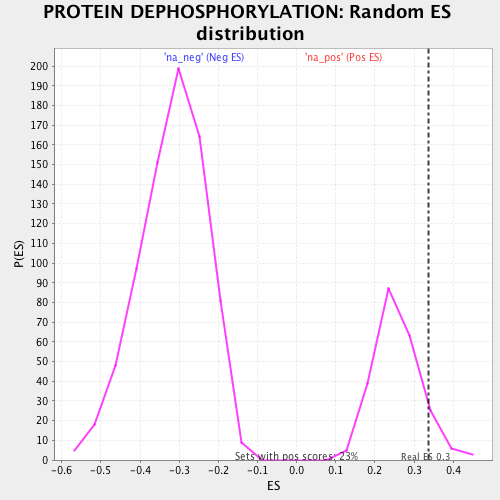 PROTEIN DEPHOSPHORYLATION: Random ES
distribution
'na_neg' (Neg ES)
'na_pos' (Pos ES)
200
190
180
170
160
150
140
130
120
110
100
90
80
70
60
50
40
30
20
10
0
P(ES)
Sets with pos scores: 23%
Real ES 0.3
-0.6 -0.5 -0.4 -0.3 -0.2 -0.1 0.0 0.1 0.2 0.3 0.4
ES